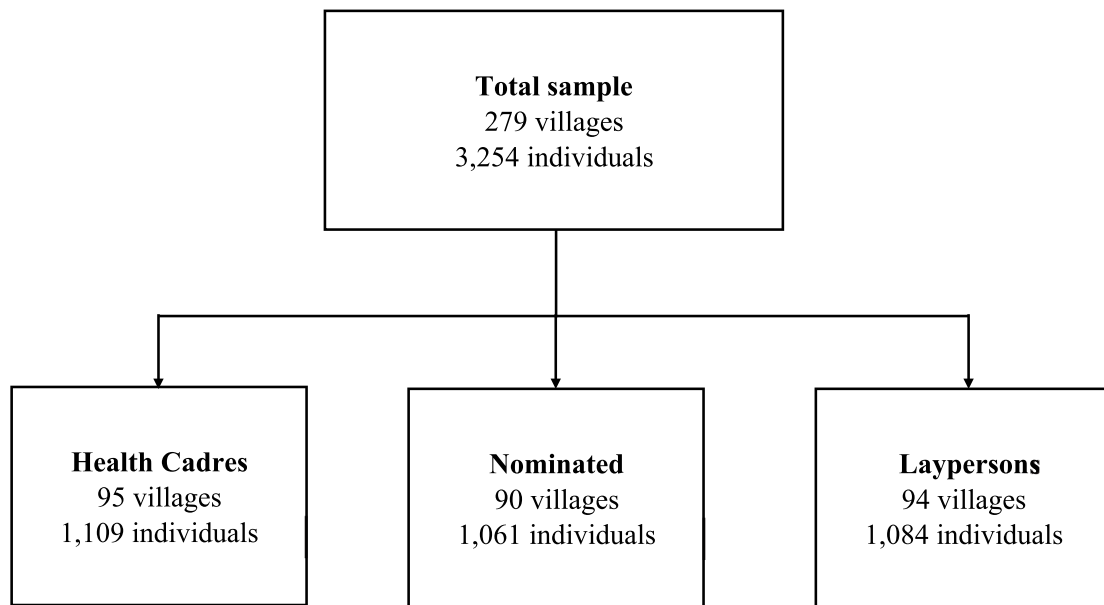 Total sample
279 villages
3,254 individuals
Health Cadres
95 villages
1,109 individuals
Nominated
90 villages
1,061 individuals
Laypersons
94 villages
1,084 individuals